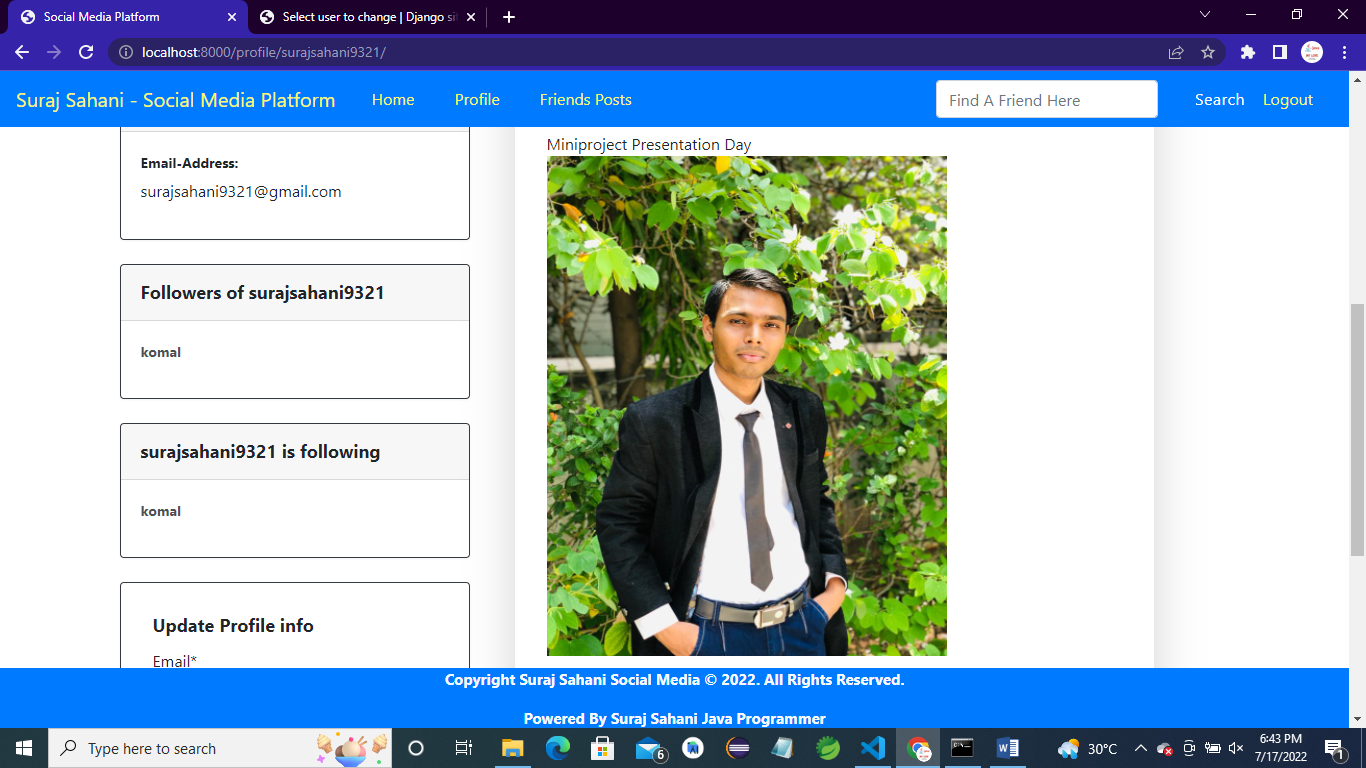 Social Media Platform
Select user to change | Django si
localhost:8000/profile/surajsahani9321/
Suraj Sahani - Social Media Platform
Home
Profile
Friends Posts
Find A Friend Here
Search
Logout
Email-Address:
surajsahani9321@gmail.com
Followers of surajsahani9321
komal
surajsahani9321 is following
komal
Update Profile info
Email*
Miniproject Presentation Day
Copyright Suraj Sahani Social Media © 2022. All Rights Reserved.
Powered By Suraj Sahani Java Programmer
Type here to search
6
30°C
6:43 PM
7/17/2022
1